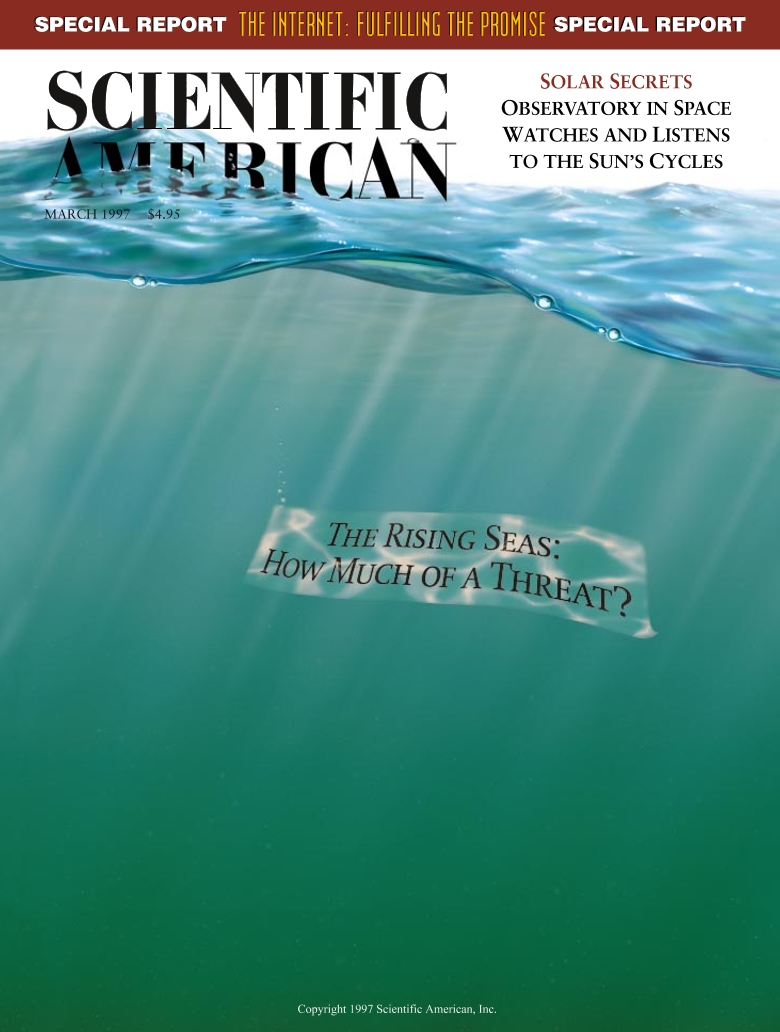 SPECIAL REPORT THE INTERNET: FULFILLING THE PROMISE SPECIAL REPORT
SCIENTIFIC
AMERICAN
MARCH 1997 $4.95
SOLAR SECRETS
OBSERVATORY IN SPACE
WATCHES AND LISTENS
TO THE SUN'S CYCLES
THE RISING SEAS:
HOW MUCH OF A THREAT?
Copyright 1997 Scientific American, Inc.